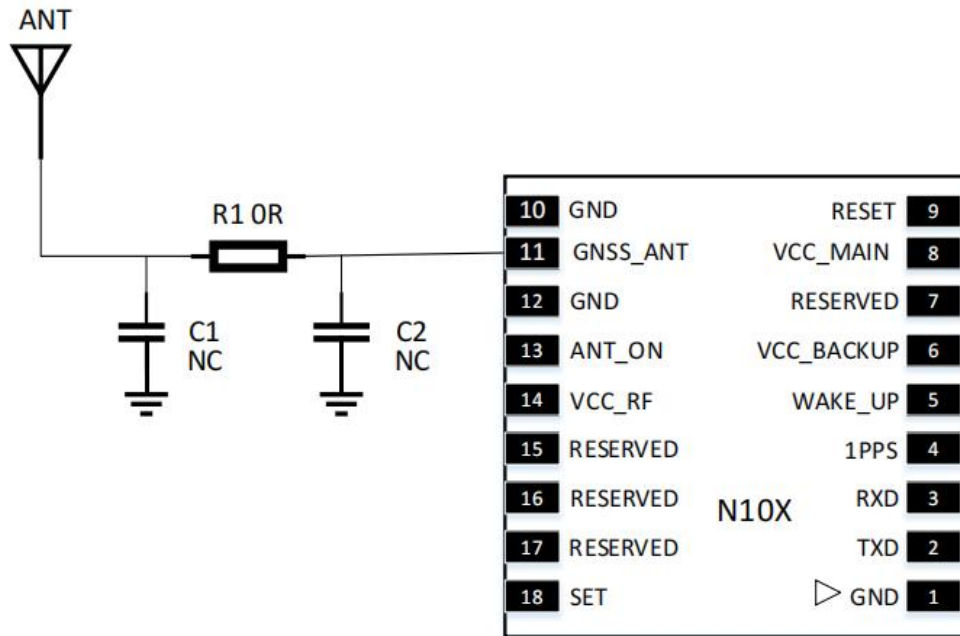 ANT
R1 0R
C1
NC
C2
NC
10 GND
RESET 9
11 GNSS_ANT
VCC_MAIN 8
12 GND
RESERVED 7
13 ANT_ON
VCC_BACKUP 6
14 VCC_RF
WAKE_UP 5
15 RESERVED
1PPS 4
16 RESERVED
N10X
RXD 3
17 RESERVED
TXD 2
18 SET
GND 1